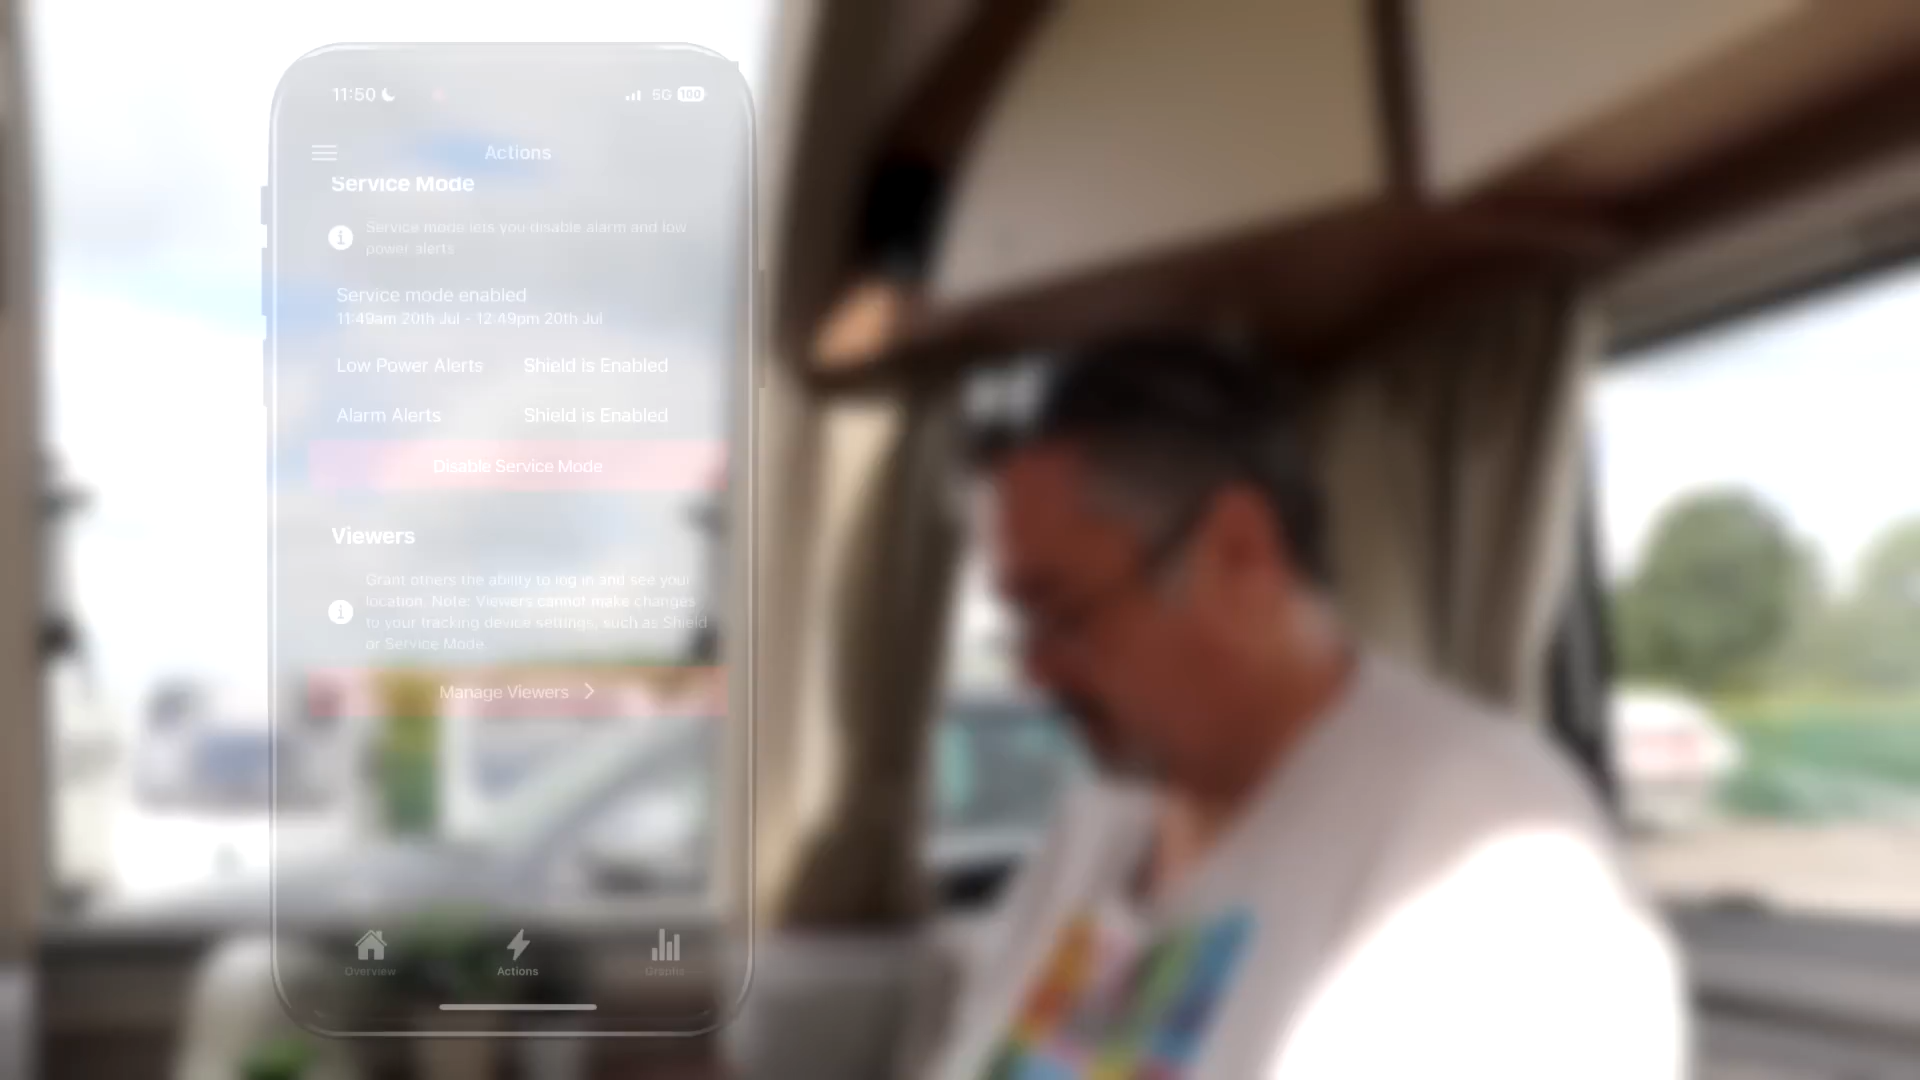 11:50
5G 100
Actions
Service Mode
Service mode lets you disable alarm and low
power alerts
Service mode enabled
11:49am 20th Jul - 12:49pm 20th Jul
Low Power Alerts Shield is Enabled
Alarm Alerts Shield is Enabled
Disable Service Mode
Viewers
Grant others the ability to log in and see your
location. Note: Viewers cannot make changes
to your tracking device settings, such as Shield
or Service Mode.
Manage Viewers
Overview Actions Graphs